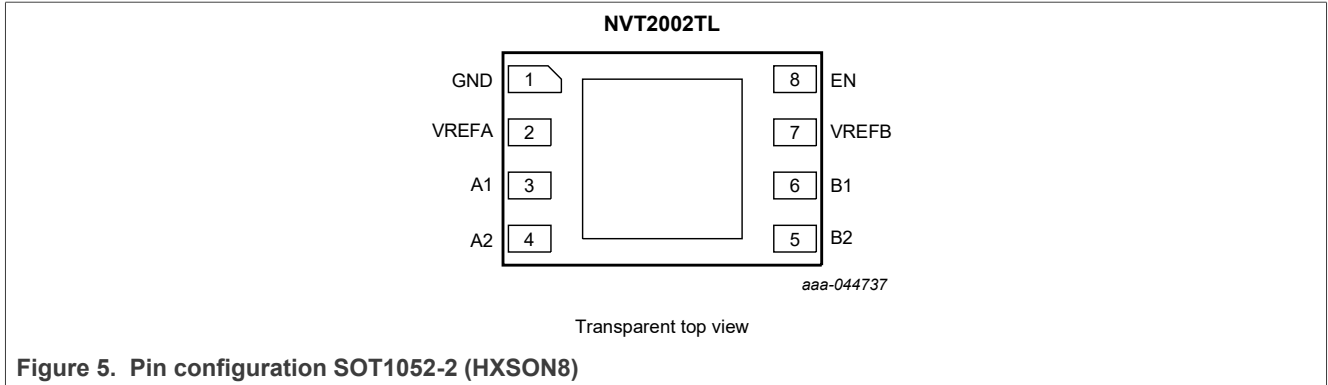 NVT2002TL
GND 1 8 EN
VREFA 2 7 VREFB
A1 3 6 B1
A2 4 5 B2
aaa-044737
Transparent top view
Figure 5. Pin configuration SOT1052-2 (HXSON8)